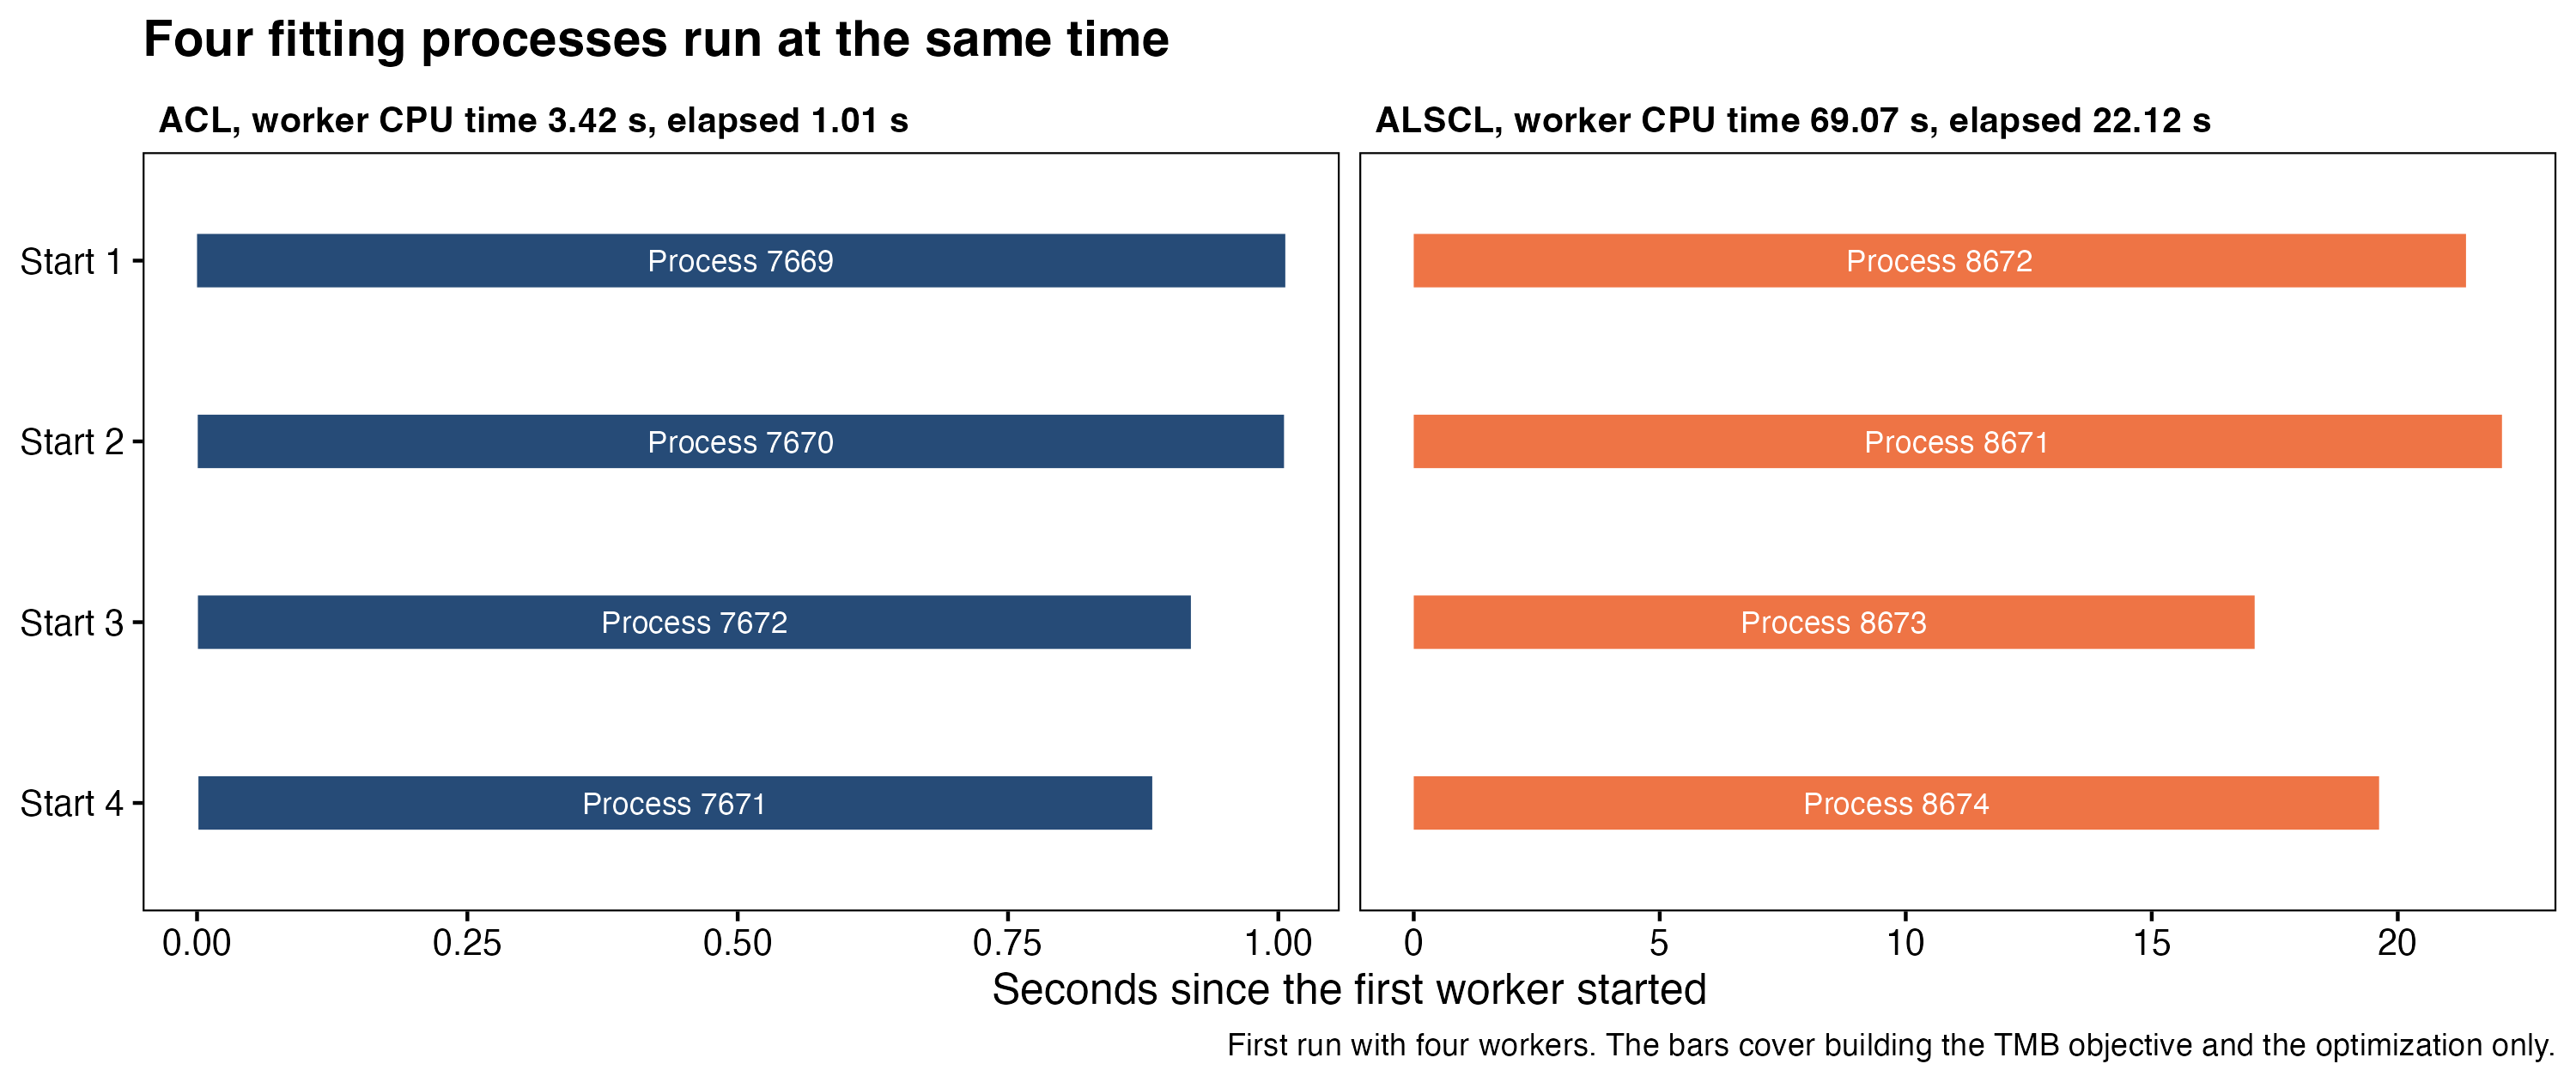 Four fitting processes run at the same time
ACL, worker CPU time 3.42 s, elapsed 1.01 s
ALSCL, worker CPU time 69.07 s, elapsed 22.12 s
Start 1
Process 7669
Process 8672
Start 2
Process 7670
Process 8671
Start 3
Process 7672
Process 8673
Start 4
Process 7671
Process 8674
0.00 0.25 0.50 0.75 1.00
0 5 10 15 20
Seconds since the first worker started
First run with four workers. The bars cover building the TMB objective and the optimization only.